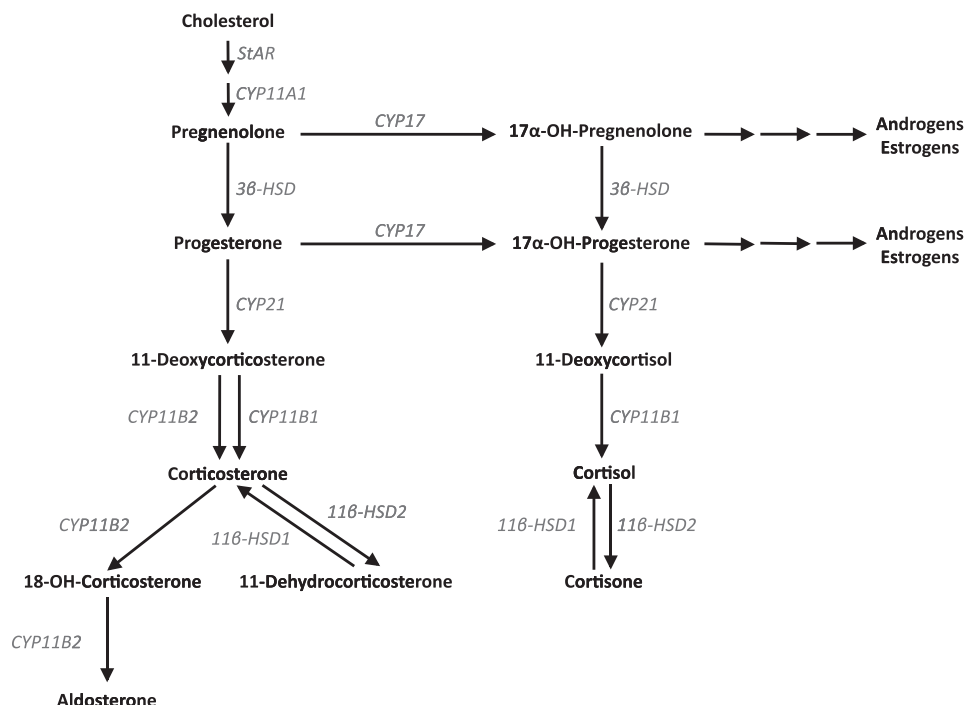 Cholesterol
StAR
CYP11A1
Pregnenolone
CYP17
17α-OH-Pregnenolone
Androgens
Estrogens
3β-HSD
3β-HSD
Progesterone
CYP17
17α-OH-Progesterone
Androgens
Estrogens
CYP21
CYP21
11-Deoxycorticosterone
11-Deoxycortisol
CYP11B2
CYP11B1
CYP11B1
Corticosterone
Cortisol
CYP11B2
11β-HSD1
11β-HSD2
11β-HSD1
11β-HSD2
18-OH-Corticosterone
11-Dehydrocorticosterone
Cortisone
CYP11B2
Aldosterone